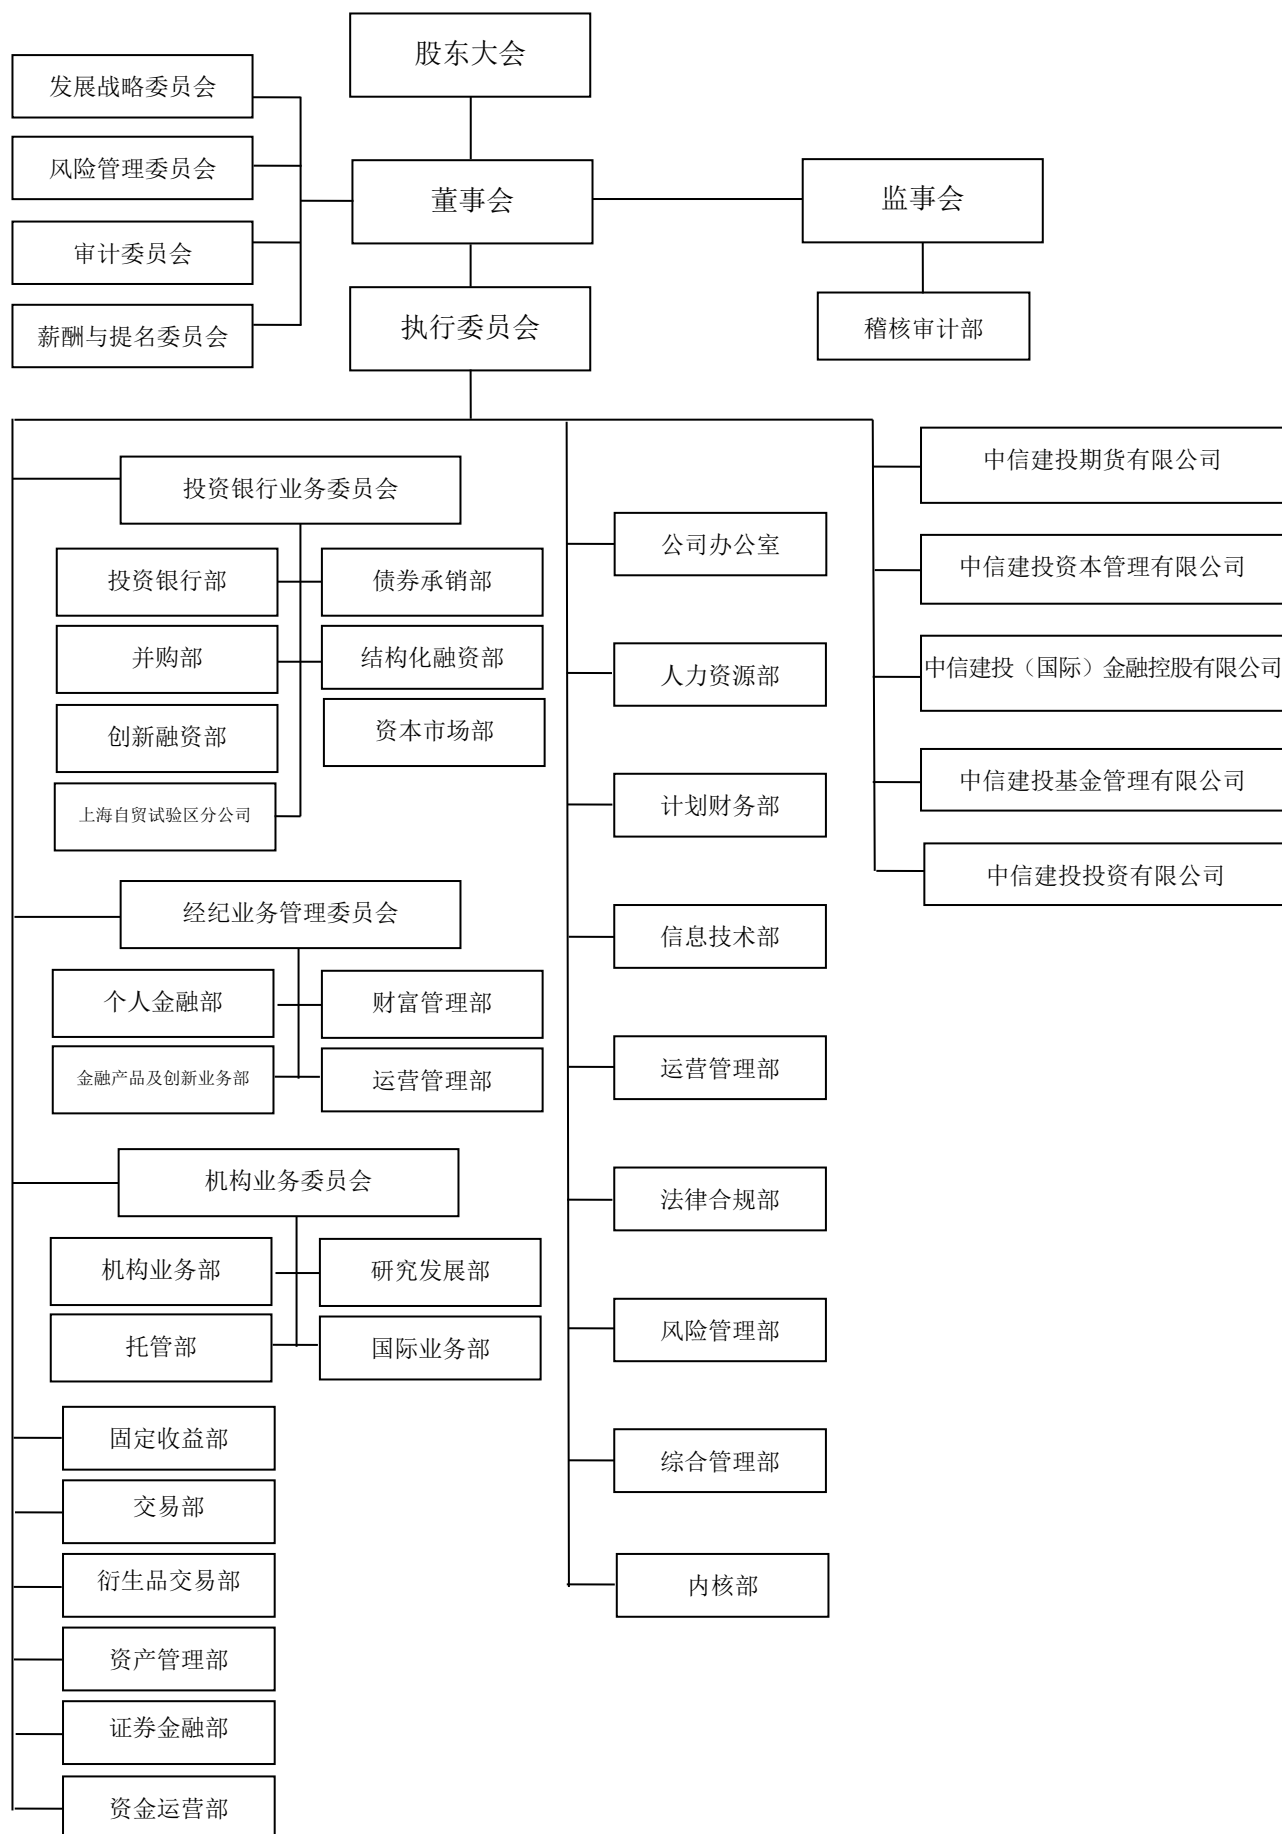 股东大会
发展战略委员会
风险管理委员会
审计委员会
薪酬与提名委员会
董事会
监事会
执行委员会
稽核审计部
投资银行业务委员会
投资银行部
债券承销部
并购部
结构化融资部
创新融资部
资本市场部
上海自贸试验区分公司
经纪业务管理委员会
个人金融部
财富管理部
金融产品及创新业务部
运营管理部
机构业务委员会
机构业务部
研究发展部
托管部
国际业务部
固定收益部
交易部
衍生品交易部
资产管理部
证券金融部
资金运营部
公司办公室
人力资源部
计划财务部
信息技术部
运营管理部
法律合规部
风险管理部
综合管理部
内核部
中信建投期货有限公司
中信建投资本管理有限公司
中信建投（国际）金融控股有限公司
中信建投基金管理有限公司
中信建投投资有限公司